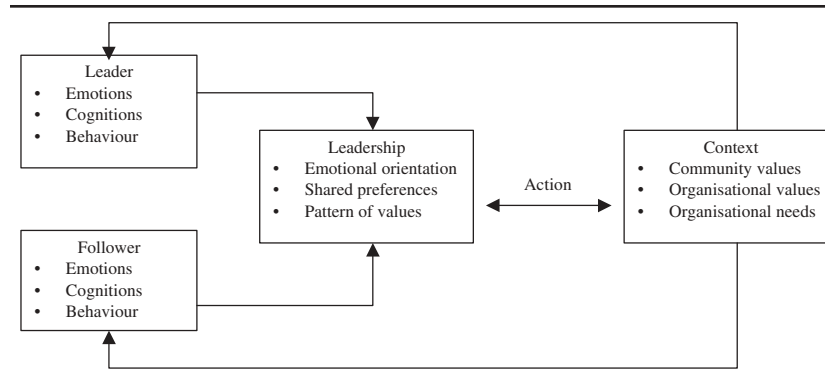 Leader
• Emotions
• Cognitions
• Behaviour
Leadership
• Emotional orientation
• Shared preferences
• Pattern of values
Action
Context
• Community values
• Organisational values
• Organisational needs
Follower
• Emotions
• Cognitions
• Behaviour